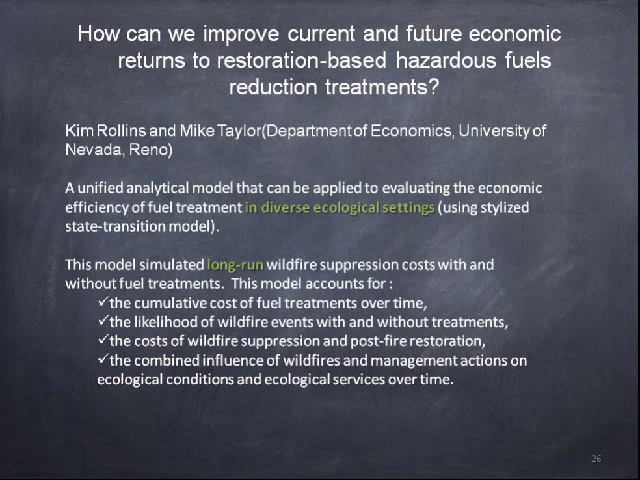 How can we improve current and future economic
returns to restoration-based hazardous fuels
reduction treatments?
Kim Rollins and Mike Taylor(Department of Economics, University of
Nevada, Reno)
A unified analytical model that can be applied to evaluating the economic
efficiency of fuel treatment in diverse ecological settings (using stylized
state-transition model).
This model simulated long-run wildfire suppression costs with and
without fuel treatments.  This model accounts for :
✓the cumulative cost of fuel treatments over time,
✓the likelihood of wildfire events with and without treatments,
✓the costs of wildfire suppression and post-fire restoration,
✓the combined influence of wildfires and management actions on
ecological conditions and ecological services over time.
26